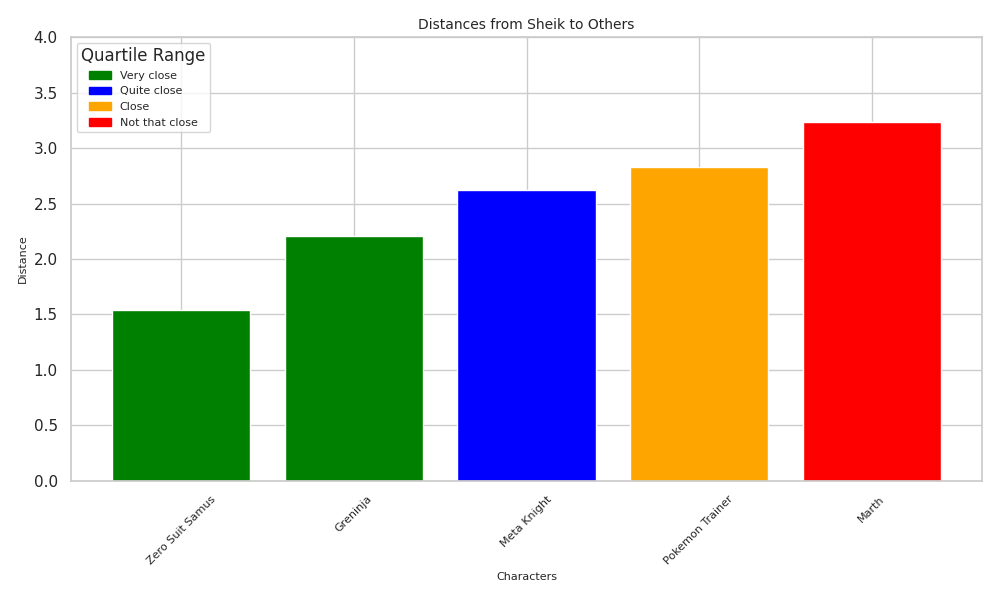 Distances from Sheik to Others
4.0
3.5
3.0
2.5
2.0
1.5
1.0
0.5
0.0
Distance
Quartile Range
Very close
Quite close
Close
Not that close
Zero Suit Samus
Greninja
Meta Knight
Pokemon Trainer
Marth
Characters